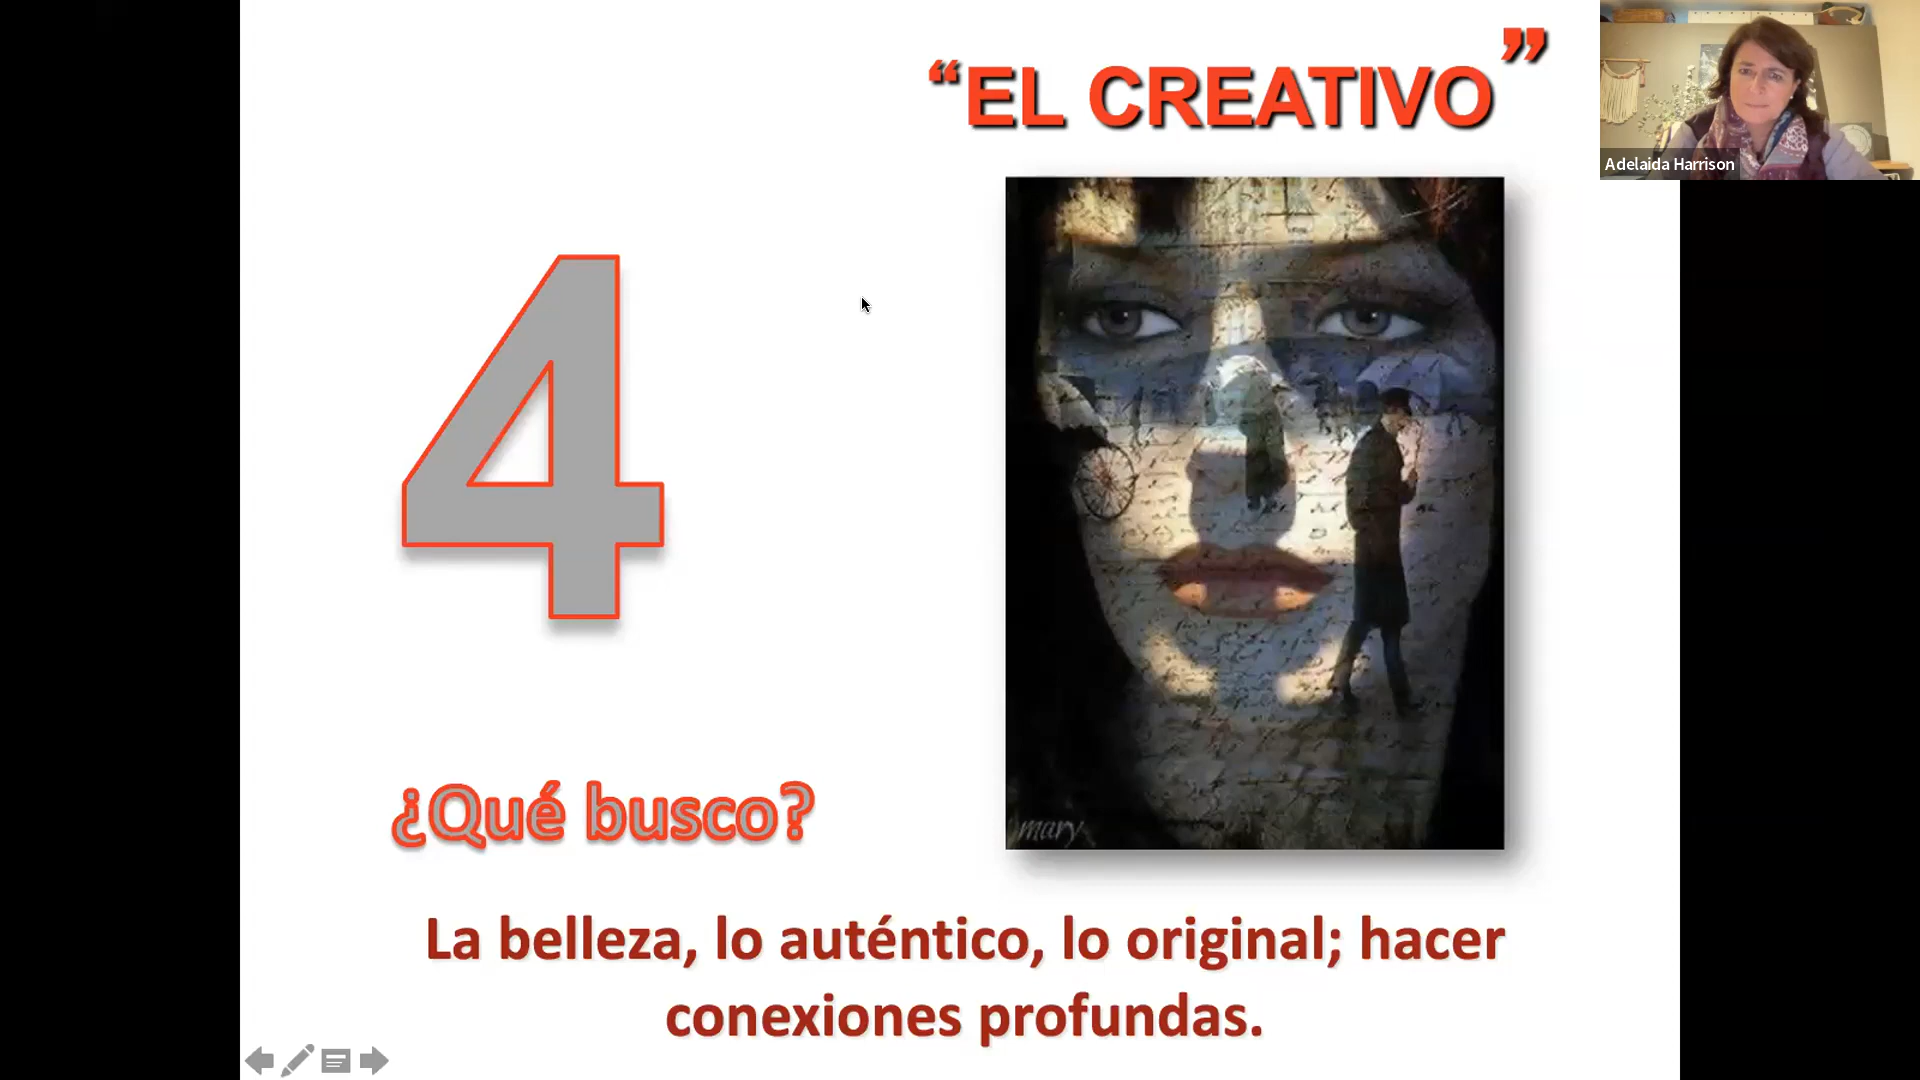 “EL CREATIVO”
Adelaida Harrison
4
mary
¿Qué busco?
La belleza, lo auténtico, lo original; hacer
conexiones profundas.